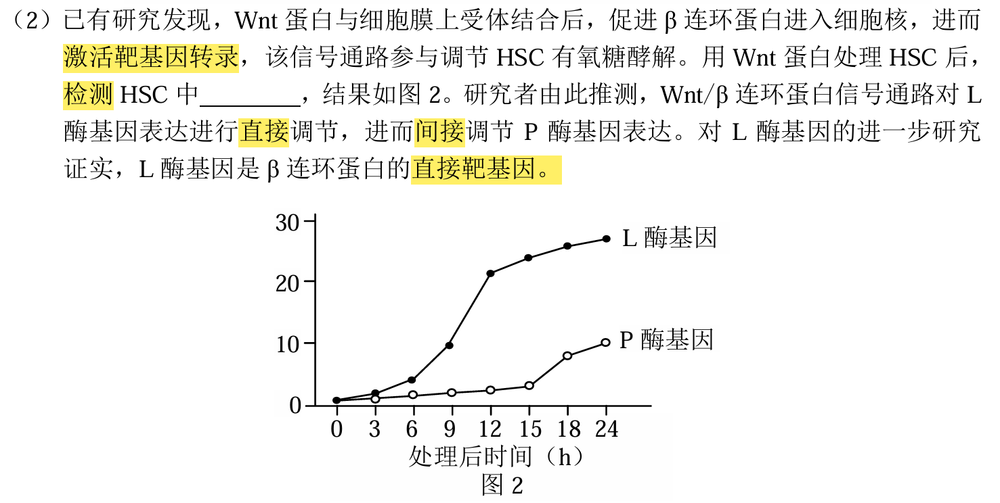 （2）已有研究发现，Wnt 蛋白与细胞膜上受体结合后，促进 β 连环蛋白进入细胞核，进而
激活靶基因转录，该信号通路参与调节 HSC 有氧糖酵解。用 Wnt 蛋白处理 HSC 后，
检测 HSC 中________，结果如图 2。研究者由此推测，Wnt/β 连环蛋白信号通路对 L
酶基因表达进行直接调节，进而间接调节 P 酶基因表达。对 L 酶基因的进一步研究
证实，L 酶基因是 β 连环蛋白的直接靶基因。
30
L 酶基因
20
10
P 酶基因
0
0 3 6 9 12 15 18 24
处理后时间（h）
图 2